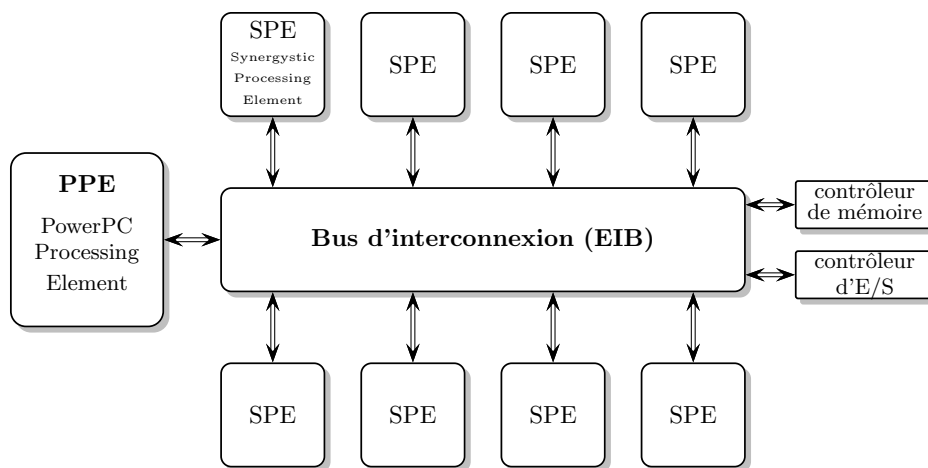 SPE
Synergystic
Processing
Element
SPE
SPE
SPE
PPE
PowerPC
Processing
Element
Bus d'interconnexion (EIB)
contrôleur
de mémoire
contrôleur
d'E/S
SPE
SPE
SPE
SPE